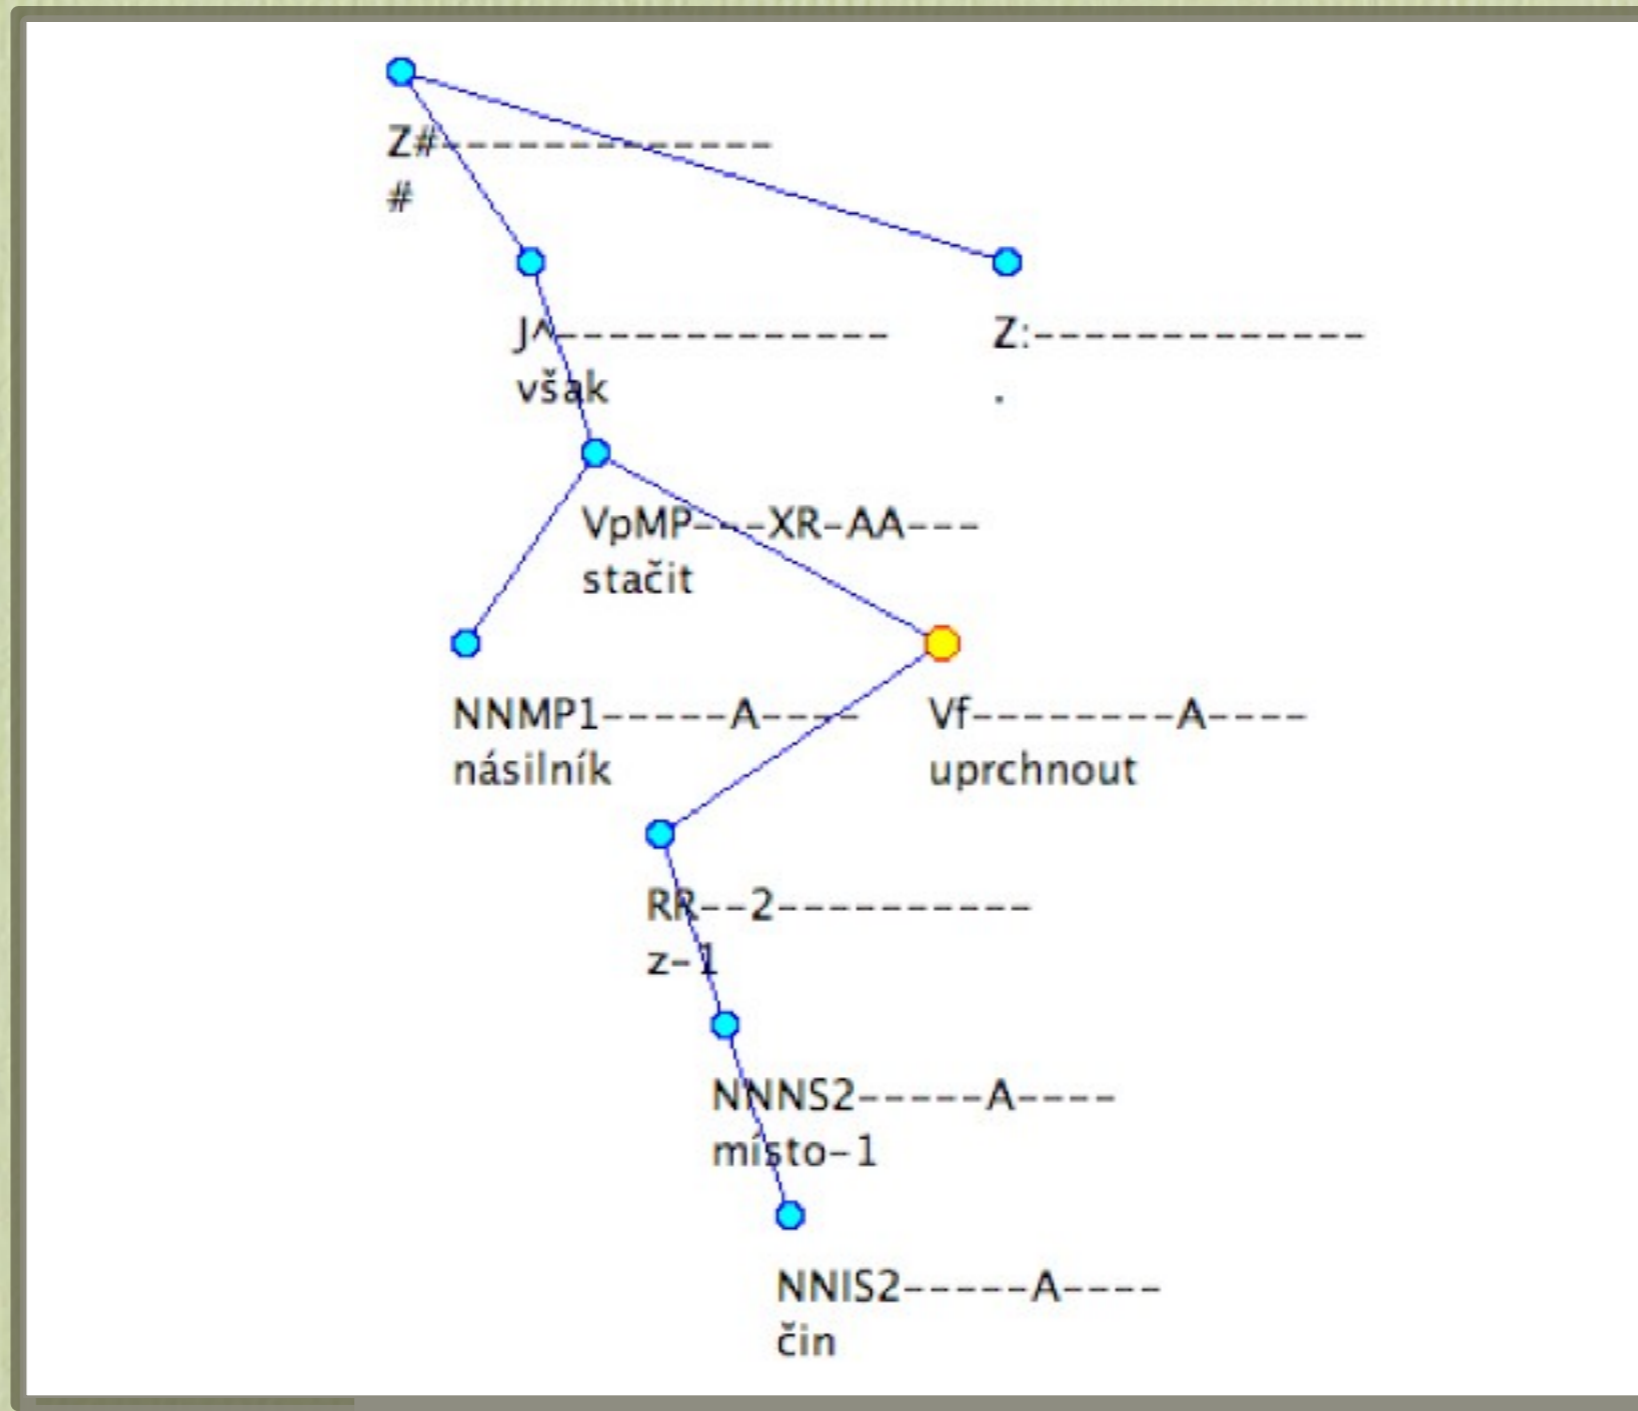 Z#-------------
#
J^------------- Z:-------------
však .
VpMP---XR-AA---
stačit
NNMP1-----A---- Vf--------A----
násilník uprchnout
RR--2----------
z-1
NNNS2-----A----
místo-1
NNIS2-----A----
čin